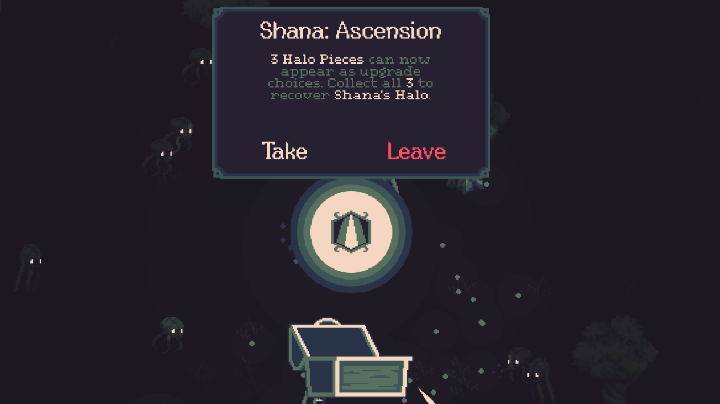 Shana: Ascension
3 Halo Pieces can now
appear as upgrade
choices. Collect all 3 to
recover Shana's Halo
Take
Leave